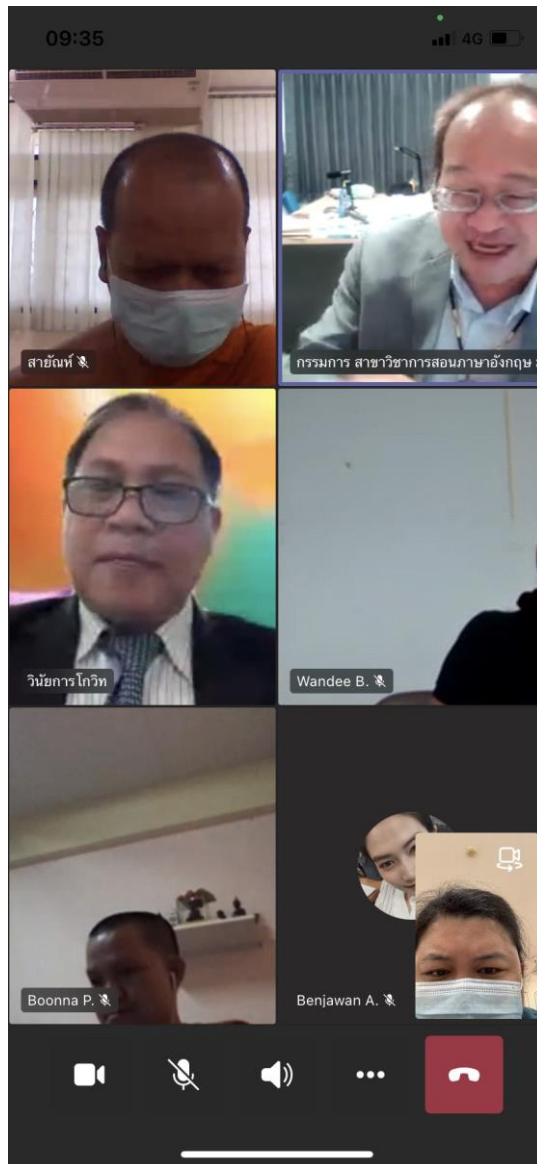 09:35
4G
สายัณห์
กรรมการ สาขาวิชาการสอนภาษาอังกฤษ
วินัยการโกวิท
Wandee B.
Boonna P.
Benjawan A.